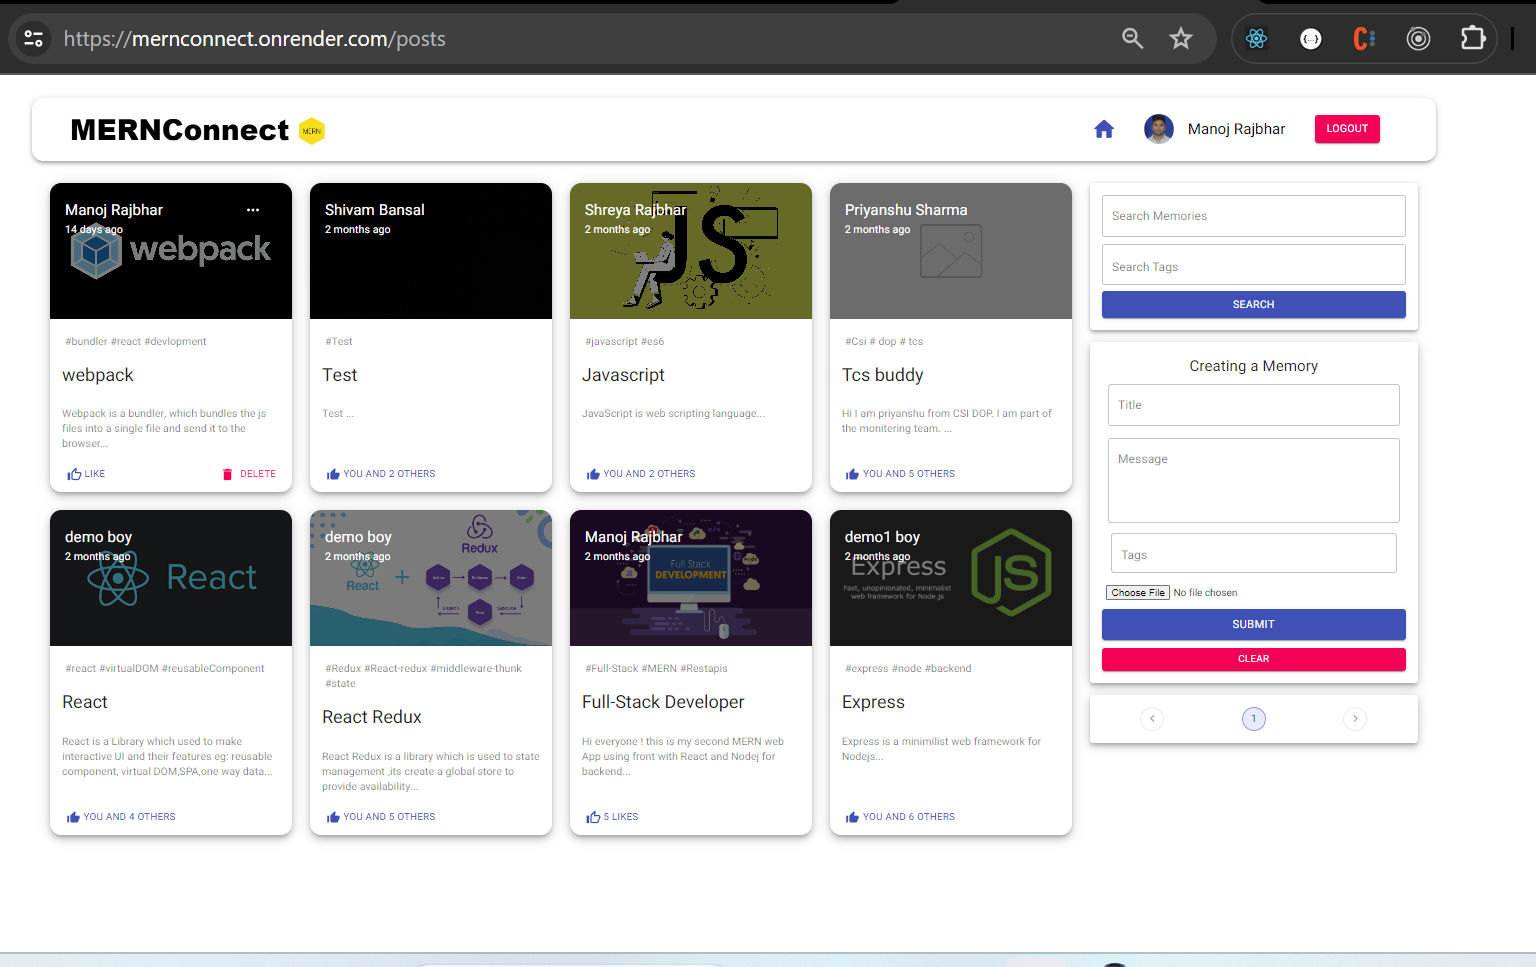 https://mernconnect.onrender.com/posts
MERNConnect MERN
Manoj Rajbhar
LOGOUT
Manoj Rajbhar
14 days ago
webpack
#bundler #react #devlopment
webpack
Webpack is a bundler, which bundles the js
files into a single file and send it to the
browser...
LIKE
DELETE
Shivam Bansal
2 months ago
#Test
Test
Test ...
YOU AND 2 OTHERS
Shreya Rajbhar
2 months ago
JS
#javascript #es6
Javascript
JavaScript is web scripting language...
YOU AND 2 OTHERS
Priyanshu Sharma
2 months ago
#Csi # dop # tcs
Tcs buddy
Hi I am priyanshu from CSI DOP. I am part of
the monitering team. ...
YOU AND 5 OTHERS
demo boy
2 months ago
React
#react #virtualDOM #reusableComponent
React
React is a Library which used to make
interactive UI and their features eg: reusable
component, virtual DOM,SPA,one way data...
YOU AND 4 OTHERS
demo boy
2 months ago
Redux
React
#Redux #React-redux #middleware-thunk
#state
React Redux
React Redux is a library which is used to state
management ,its create a global store to
provide availability...
YOU AND 5 OTHERS
Manoj Rajbhar
2 months ago
Full Stack
DEVELOPMENT
#Full-Stack #MERN #Restapis
Full-Stack Developer
Hi everyone ! this is my second MERN web
App using front with React and Nodej for
backend...
5 LIKES
demo1 boy
2 months ago
Express
Fast, unopinionated, minimalist
web framework for Node.js
JS
#express #node #backend
Express
Express is a minimilist web framework for
Nodejs...
YOU AND 6 OTHERS
Search Memories
Search Tags
SEARCH
Creating a Memory
Title
Message
Tags
Choose File No file chosen
SUBMIT
CLEAR
1